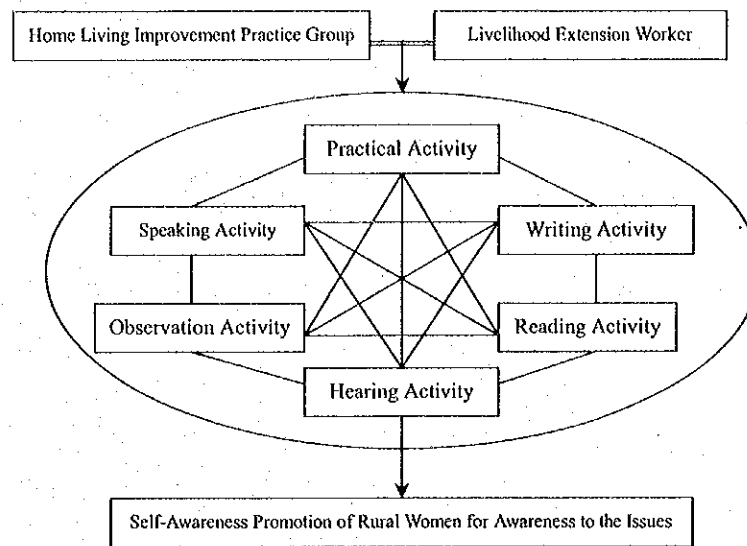 Home Living Improvement Practice Group
Livelihood Extension Worker
Practical Activity
Speaking Activity
Writing Activity
Observation Activity
Reading Activity
Hearing Activity
Self-Awareness Promotion of Rural Women for Awareness to the Issues